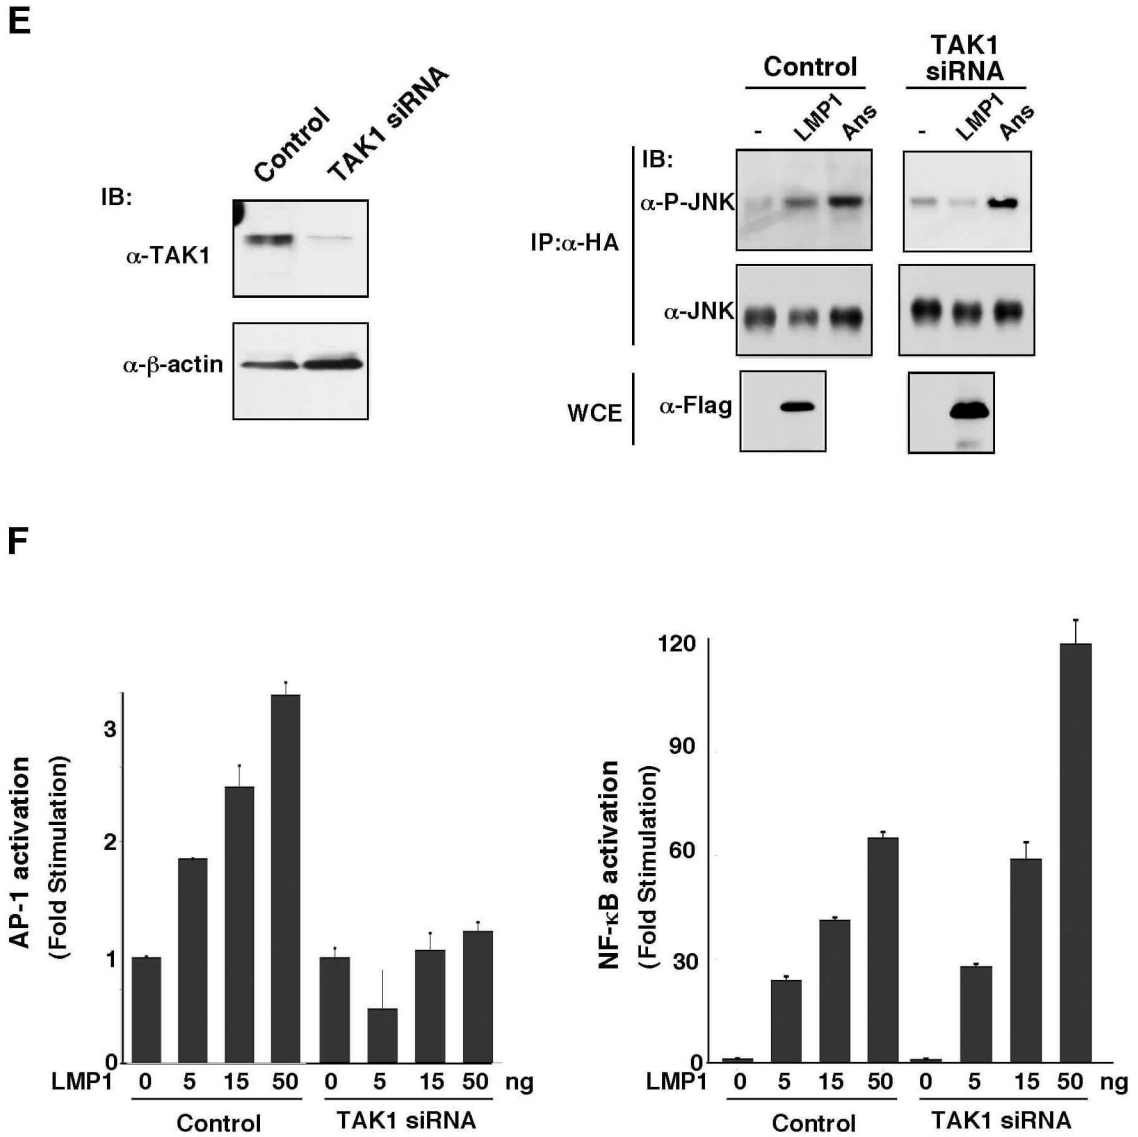 E
Control
TAK1 siRNA
IB:
α-TAK1
α-β-actin
Control
TAK1
siRNA
- LMP1 Ans - LMP1 Ans
IB:
α-P-JNK
IP:α-HA
α-JNK
WCE
α-Flag
F
AP-1 activation
(Fold Stimulation)
3
2
1
0
LMP1 0 5 15 50 0 5 15 50 ng
Control TAK1 siRNA
NF-κB activation
(Fold Stimulation)
120
90
60
30
0
LMP1 0 5 15 50 0 5 15 50 ng
Control TAK1 siRNA